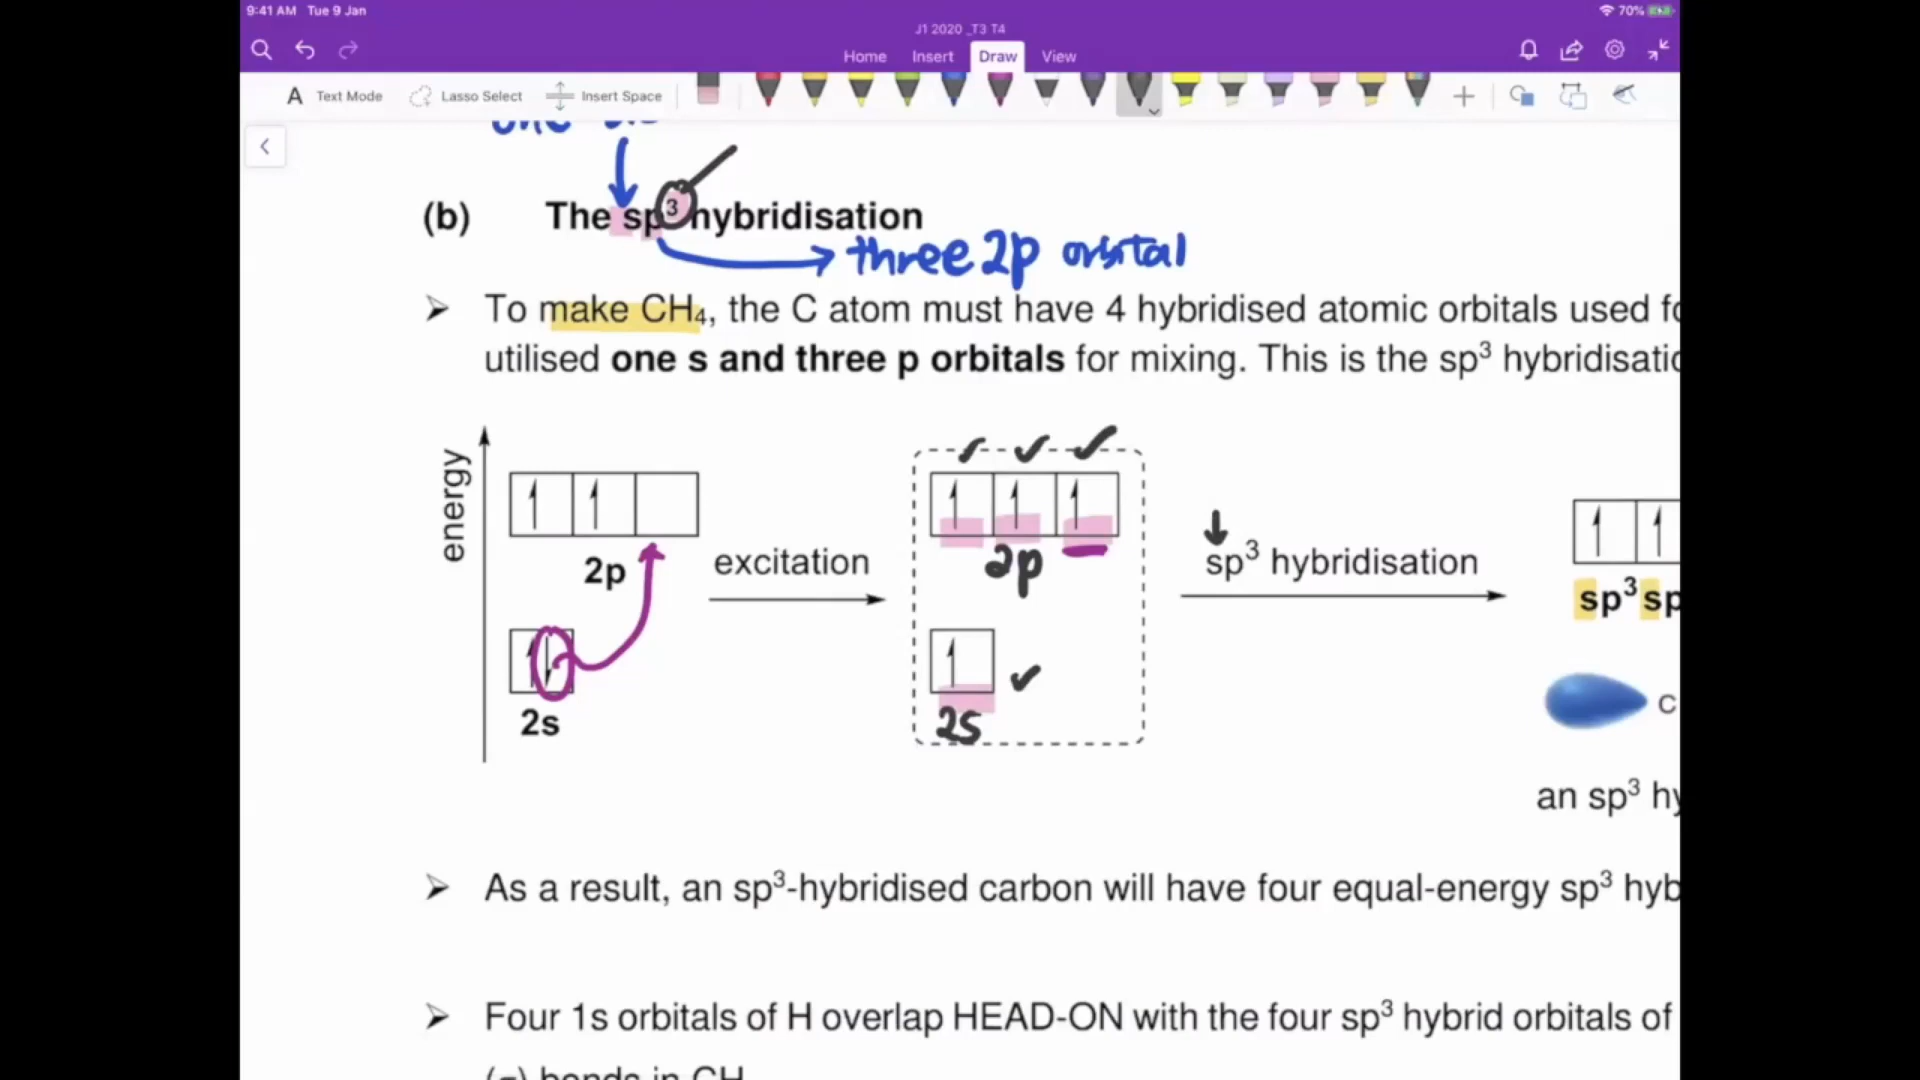 9:41 AM Tue 9 Jan
70%
J1 2020 _T3 T4
Home Insert Draw View
A Text Mode Lasso Select Insert Space
one
(b) The sp³ hybridisation
three 2p orbital
To make CH₄, the C atom must have 4 hybridised atomic orbitals used
utilised one s and three p orbitals for mixing. This is the sp³
energy
2p
excitation
2p
sp³ hybridisation
sp³ sp
2s
2s
C
an sp³ hy
As a result, an sp³-hybridised carbon will have four equal-energy sp³ hyb
Four 1s orbitals of H overlap HEAD-ON with the four sp³ hybrid orbitals of
(σ) bonds in CH